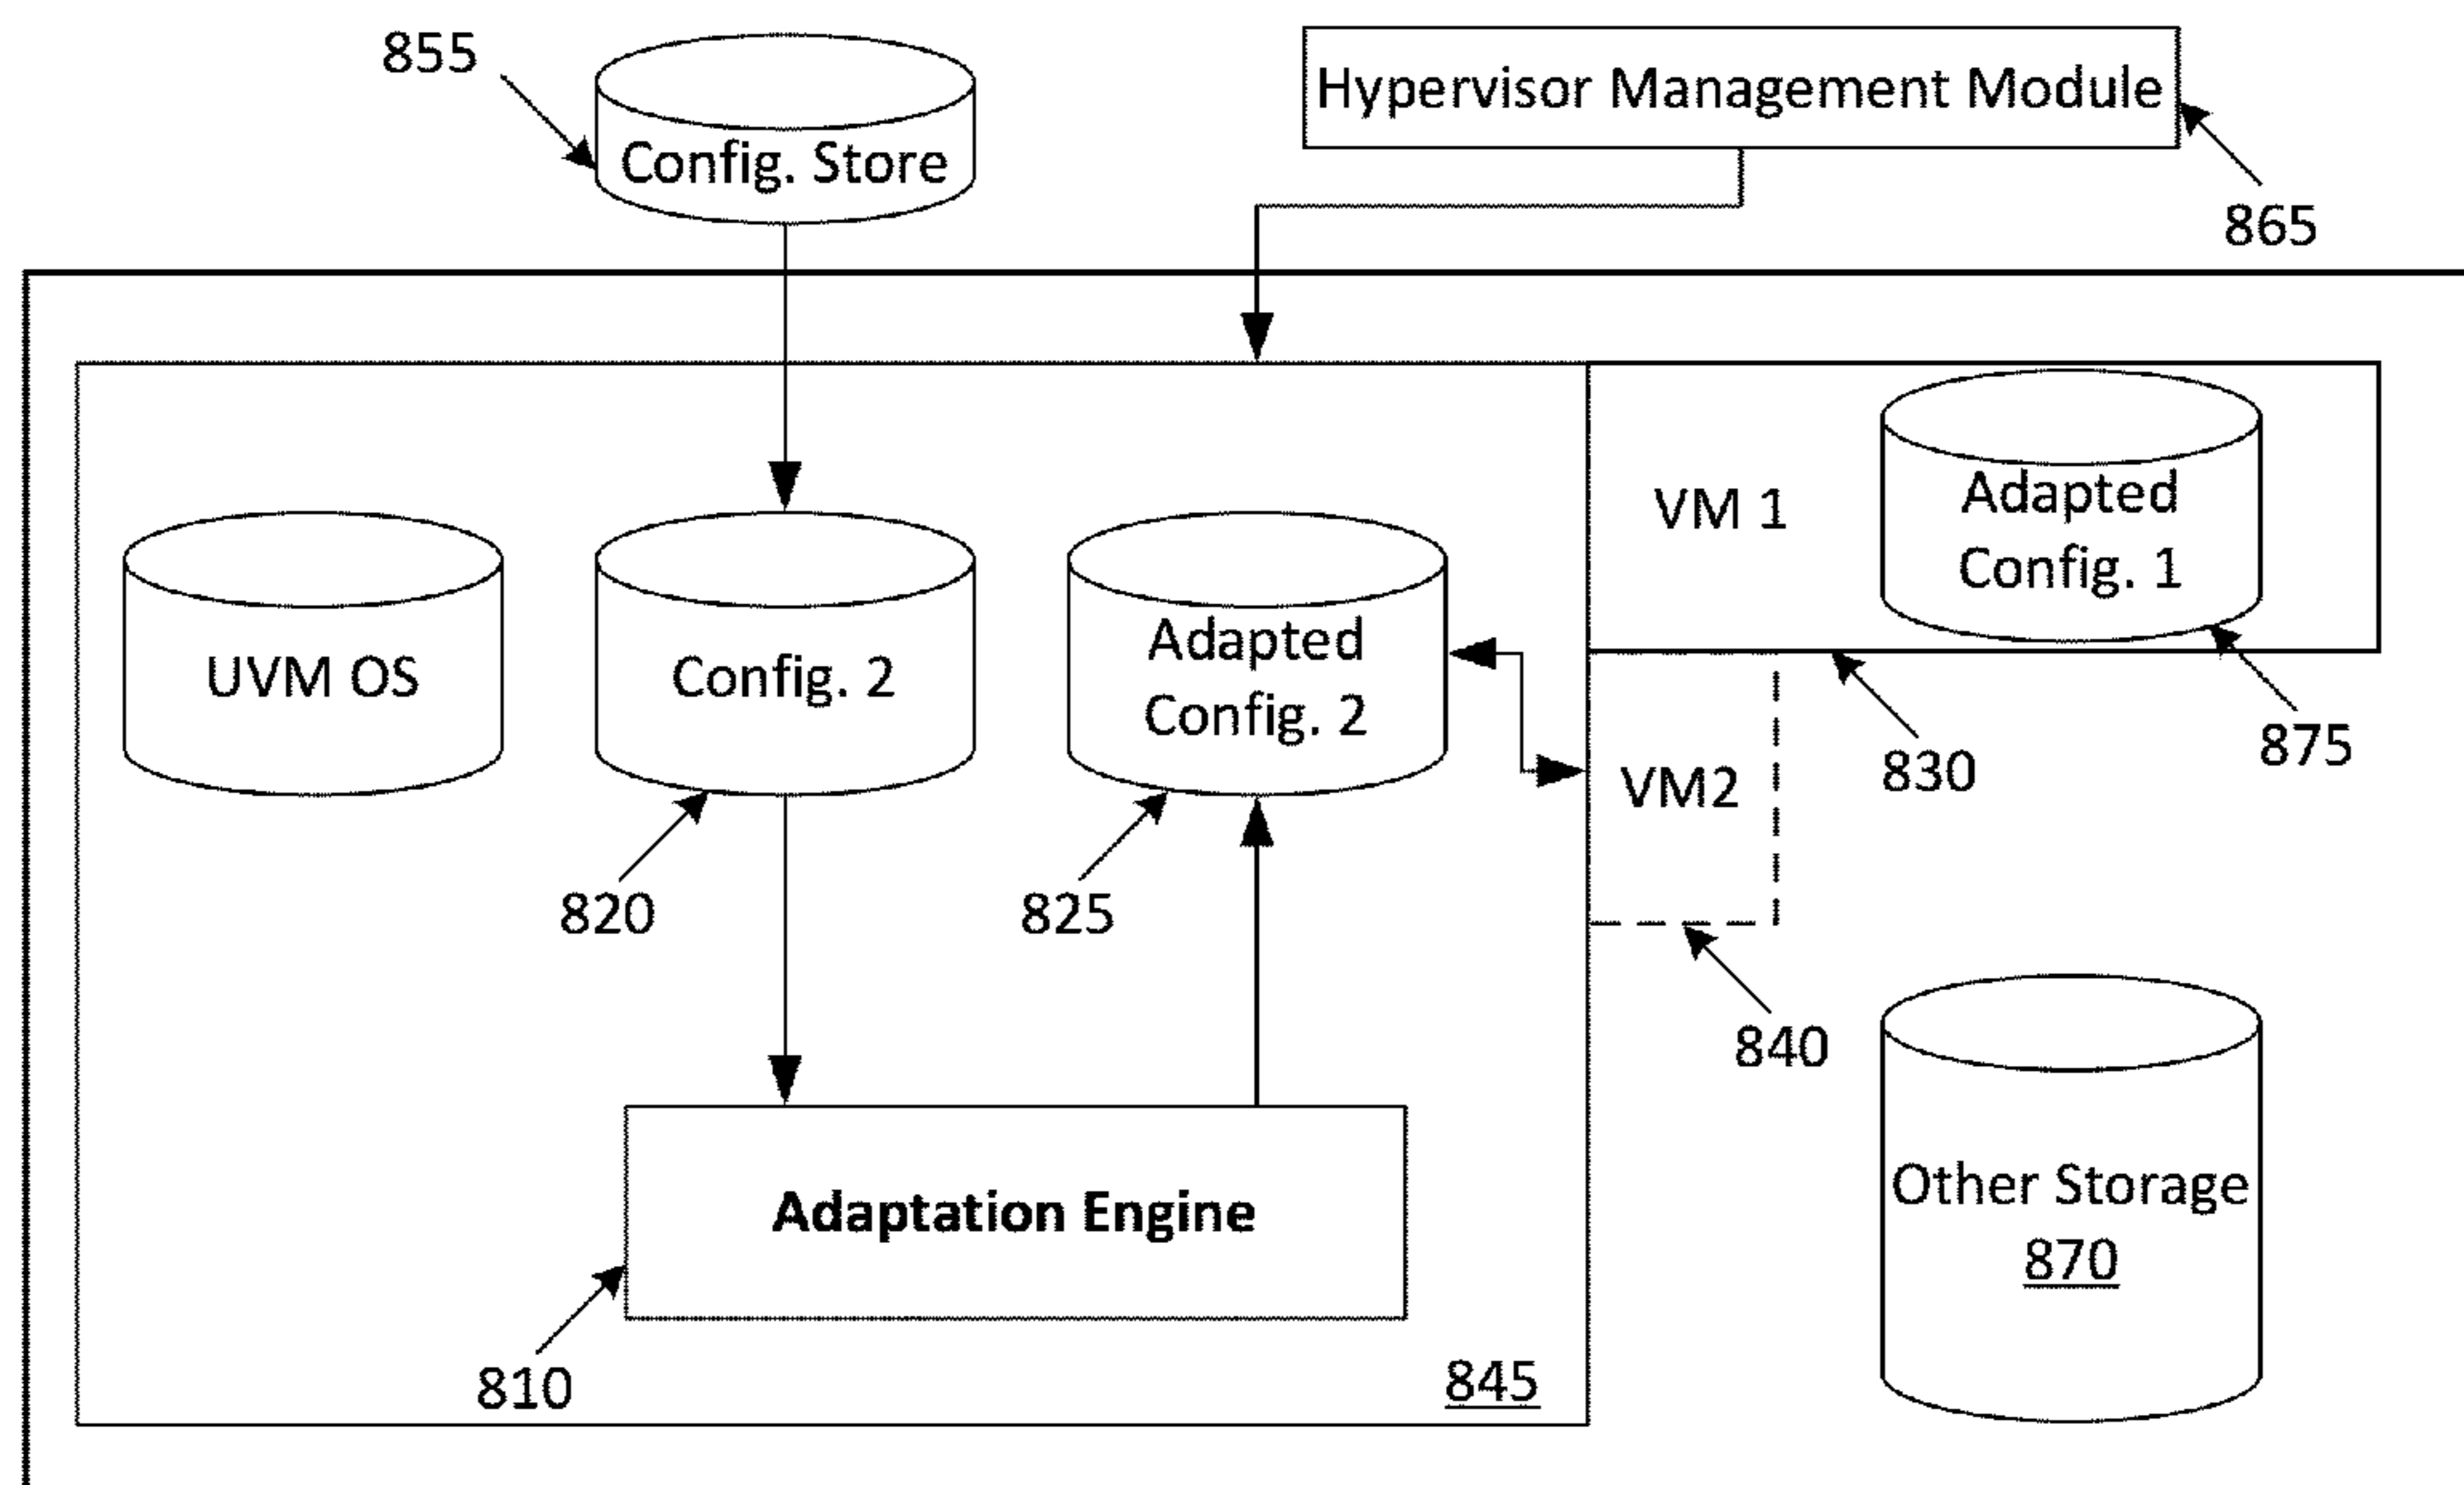 855
Config. Store
Hypervisor Management Module
865
UVM OS
Config. 2
Adapted
Config. 2
VM 1
Adapted
Config. 1
875
830
VM2
820
825
840
Adaptation Engine
810
845
Other Storage
870